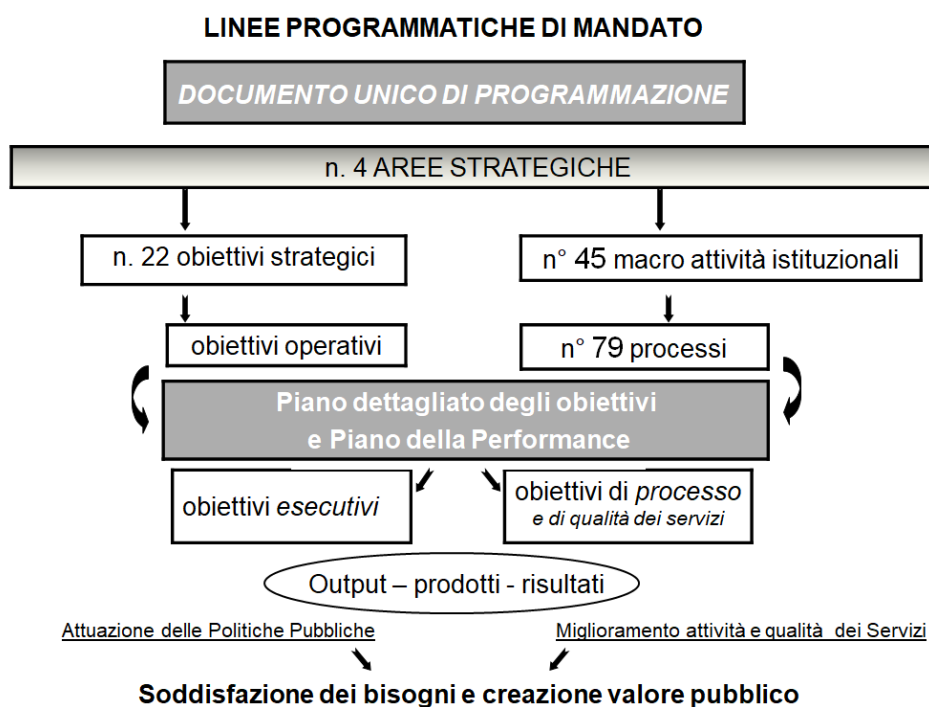 LINEE PROGRAMMATICHE DI MANDATO
DOCUMENTO UNICO DI PROGRAMMAZIONE
n. 4 AREE STRATEGICHE
n. 22 obiettivi strategici
n° 45 macro attività istituzionali
obiettivi operativi
n° 79 processi
Piano dettagliato degli obiettivi
e Piano della Performance
obiettivi esecutivi
obiettivi di processo
e di qualità dei servizi
Output – prodotti - risultati
Attuazione delle Politiche Pubbliche
Miglioramento attività e qualità dei Servizi
Soddisfazione dei bisogni e creazione valore pubblico